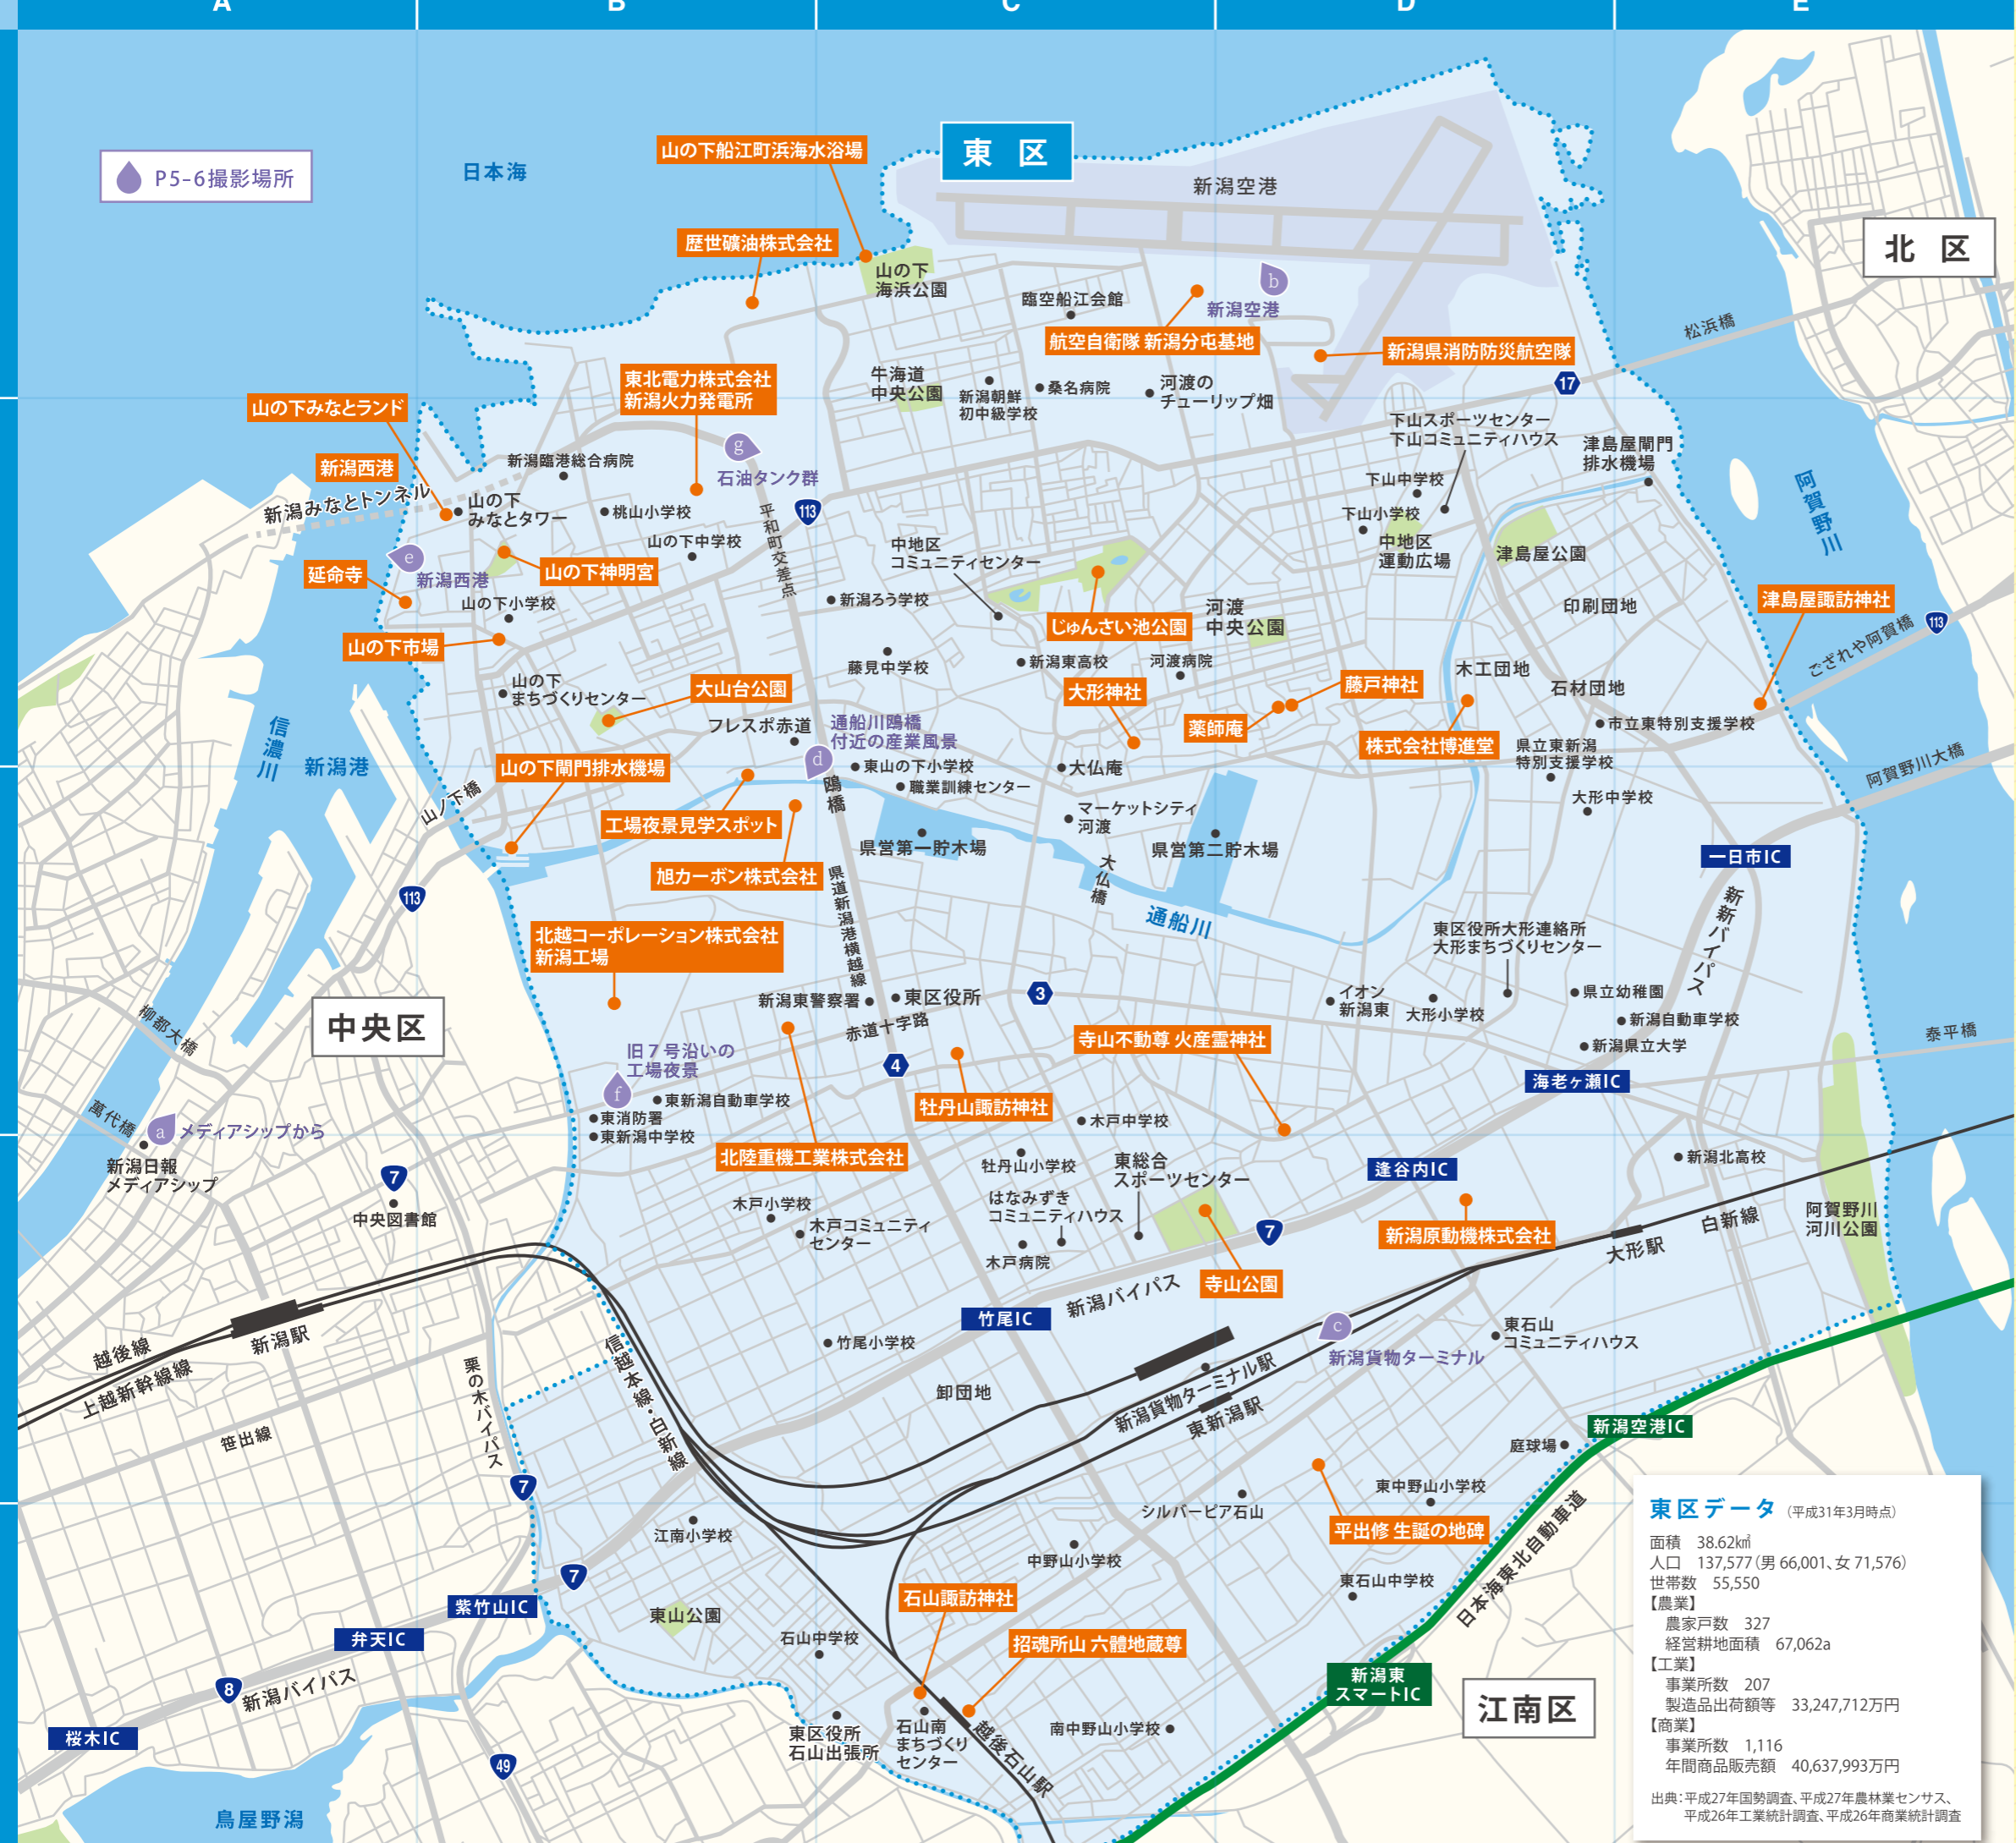 A
B
C
D
E
東 区
北 区
中央区
江南区
P5-6撮影場所
日本海
山の下船江町浜海水浴場
新潟空港
歴世礦油株式会社
山の下
海浜公園
臨空船江会館
b
新潟空港
航空自衛隊 新潟分屯基地
新潟県消防防災航空隊
松浜橋
17
東北電力株式会社
新潟火力発電所
牛海道
中央公園
新潟朝鮮
初中級学校
桑名病院
河渡の
チューリップ畑
山の下みなとランド
下山スポーツセンター
下山コミュニティハウス
津島屋閘門
排水機場
新潟西港
新潟臨港総合病院
g
石油タンク群
下山中学校
阿賀野川
新潟みなとトンネル
山の下
みなとタワー
桃山小学校
平和町交差点
113
下山小学校
山の下中学校
中地区
コミュニティセンター
中地区
運動広場
津島屋公園
e
新潟西港
延命寺
山の下神明宮
山の下小学校
新潟ろう学校
河渡
中央公園
印刷団地
津島屋諏訪神社
ござれや阿賀橋
113
じゅんさい池公園
山の下市場
藤見中学校
新潟東高校
河渡病院
木工団地
山の下
まちづくりセンター
大山台公園
大形神社
藤戸神社
石材団地
フレスポ赤道
通船川鴎橋
付近の産業風景
薬師庵
市立東特別支援学校
株式会社博進堂
県立東新潟
特別支援学校
信濃川
新潟港
山の下閘門排水機場
d
鴎橋
東山の下小学校
大仏庵
阿賀野川大橋
職業訓練センター
山ノ下橋
大形中学校
マーケットシティ
河渡
工場夜景見学スポット
県営第一貯木場
県営第二貯木場
一日市IC
旭カーボン株式会社
県道新潟港横越線
大仏橋
113
新新バイパス
通船川
北越コーポレーション株式会社
新潟工場
東区役所大形連絡所
大形まちづくりセンター
新潟東警察署
東区役所
3
イオン
新潟東
大形小学校
県立幼稚園
柳都大橋
赤道十字路
新潟自動車学校
泰平橋
旧７号沿いの
工場夜景
寺山不動尊 火産霊神社
新潟県立大学
4
海老ヶ瀬IC
f
東新潟自動車学校
萬代橋
a
メディアシップから
東消防署
東新潟中学校
牡丹山諏訪神社
木戸中学校
新潟日報
メディアシップ
7
中央図書館
北陸重機工業株式会社
牡丹山小学校
東総合
スポーツセンター
逢谷内IC
新潟北高校
木戸小学校
はなみずき
コミュニティハウス
木戸コミュニティ
センター
7
新潟原動機株式会社
白新線
阿賀野川
河川公園
木戸病院
大形駅
寺山公園
新潟バイパス
竹尾IC
新潟駅
越後線
上越新幹線線
竹尾小学校
信越本線・白新線
c
新潟貨物ターミナル
東石山
コミュニティハウス
栗の木バイパス
卸団地
新潟貨物ターミナル駅
東新潟駅
笹出線
新潟空港IC
庭球場
7
東中野山小学校
シルバーピア石山
江南小学校
平出修 生誕の地碑
中野山小学校
7
東石山中学校
日本海東北自動車道
紫竹山IC
石山諏訪神社
東山公園
弁天IC
石山中学校
招魂所山 六體地蔵尊
8
新潟バイパス
新潟東
スマートIC
桜木IC
東区役所
石山出張所
石山南
まちづくり
センター
越後石山駅
南中野山小学校
49
鳥屋野潟
東区データ（平成31年3月時点）
面積　38.62㎢
人口　137,577（男 66,001、女 71,576）
世帯数　55,550
【農業】
農家戸数　327
経営耕地面積　67,062a
【工業】
事業所数　207
製造品出荷額等　33,247,712万円
【商業】
事業所数　1,116
年間商品販売額　40,637,993万円
出典：平成27年国勢調査、平成27年農林業センサス、
平成26年工業統計調査、平成26年商業統計調査